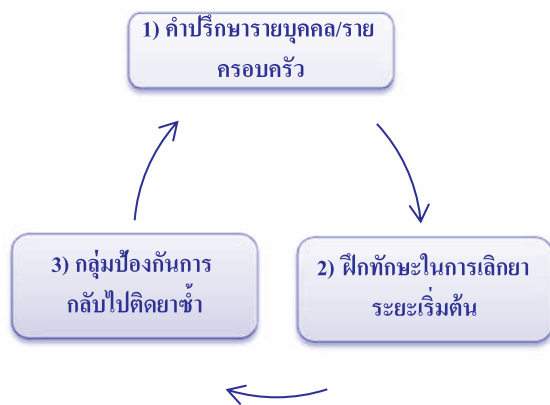 1) คำปรึกษารายบุคคล/ราย
ครอบครัว
3) กลุ่มป้องกันการ
กลับไปติดยาซ้ำ
2) ฝึกทักษะในการเลิกยา
ระยะเริ่มต้น